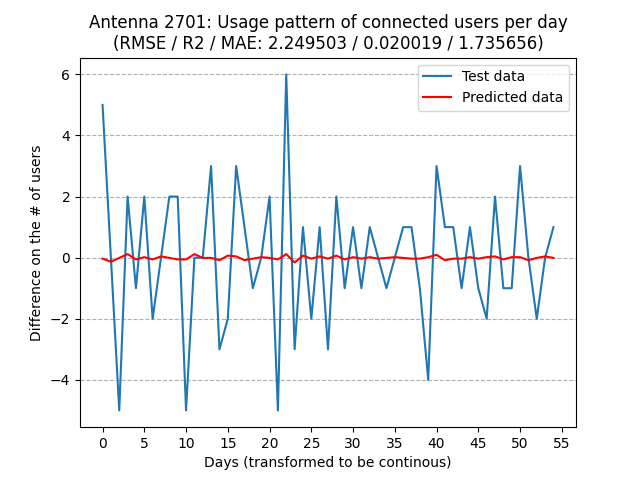 Antenna 2701: Usage pattern of connected users per day
(RMSE / R2 / MAE: 2.249503 / 0.020019 / 1.735656)
Test data
Predicted data
Difference on the # of users
6
4
2
0
−2
−4
0 5 10 15 20 25 30 35 40 45 50 55
Days (transformed to be continous)